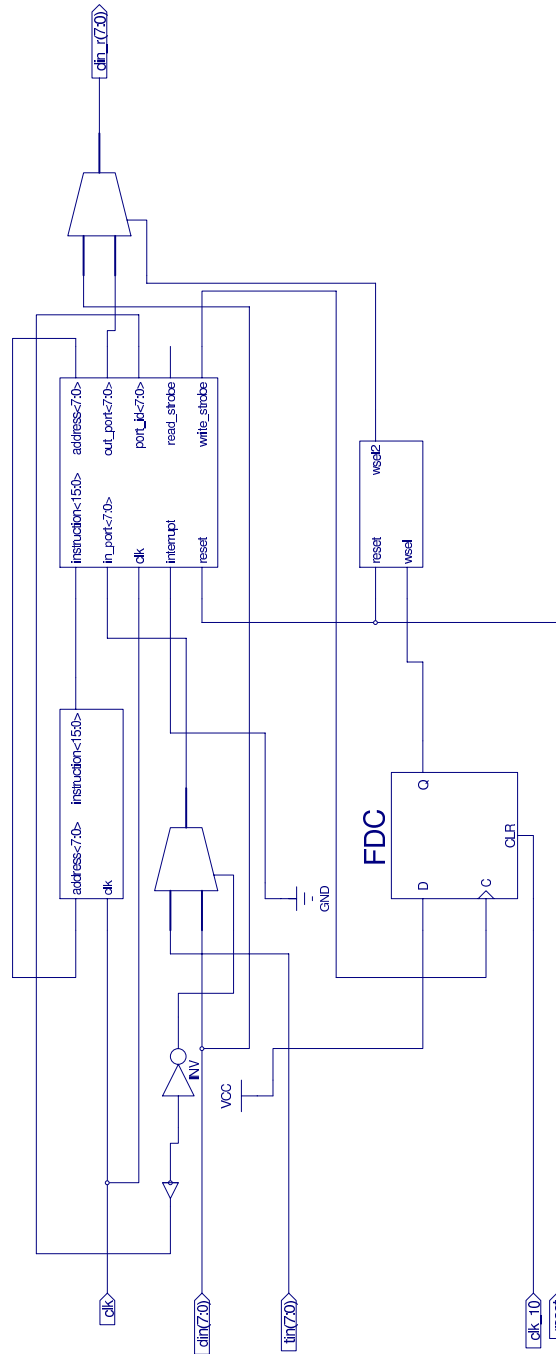 din_r(7:0)
instruction<15:0> address<7:0>
in_port<7:0> out_port<7:0>
clk port_id<7:0>
interrupt read_strobe
reset write_strobe
address<7:0> instruction<15:0>
clk
INV
GND
VCC
reset wsel2
wsel
FDC
D Q
C
CLR
clk
din(7:0)
tin(7:0)
clk_10